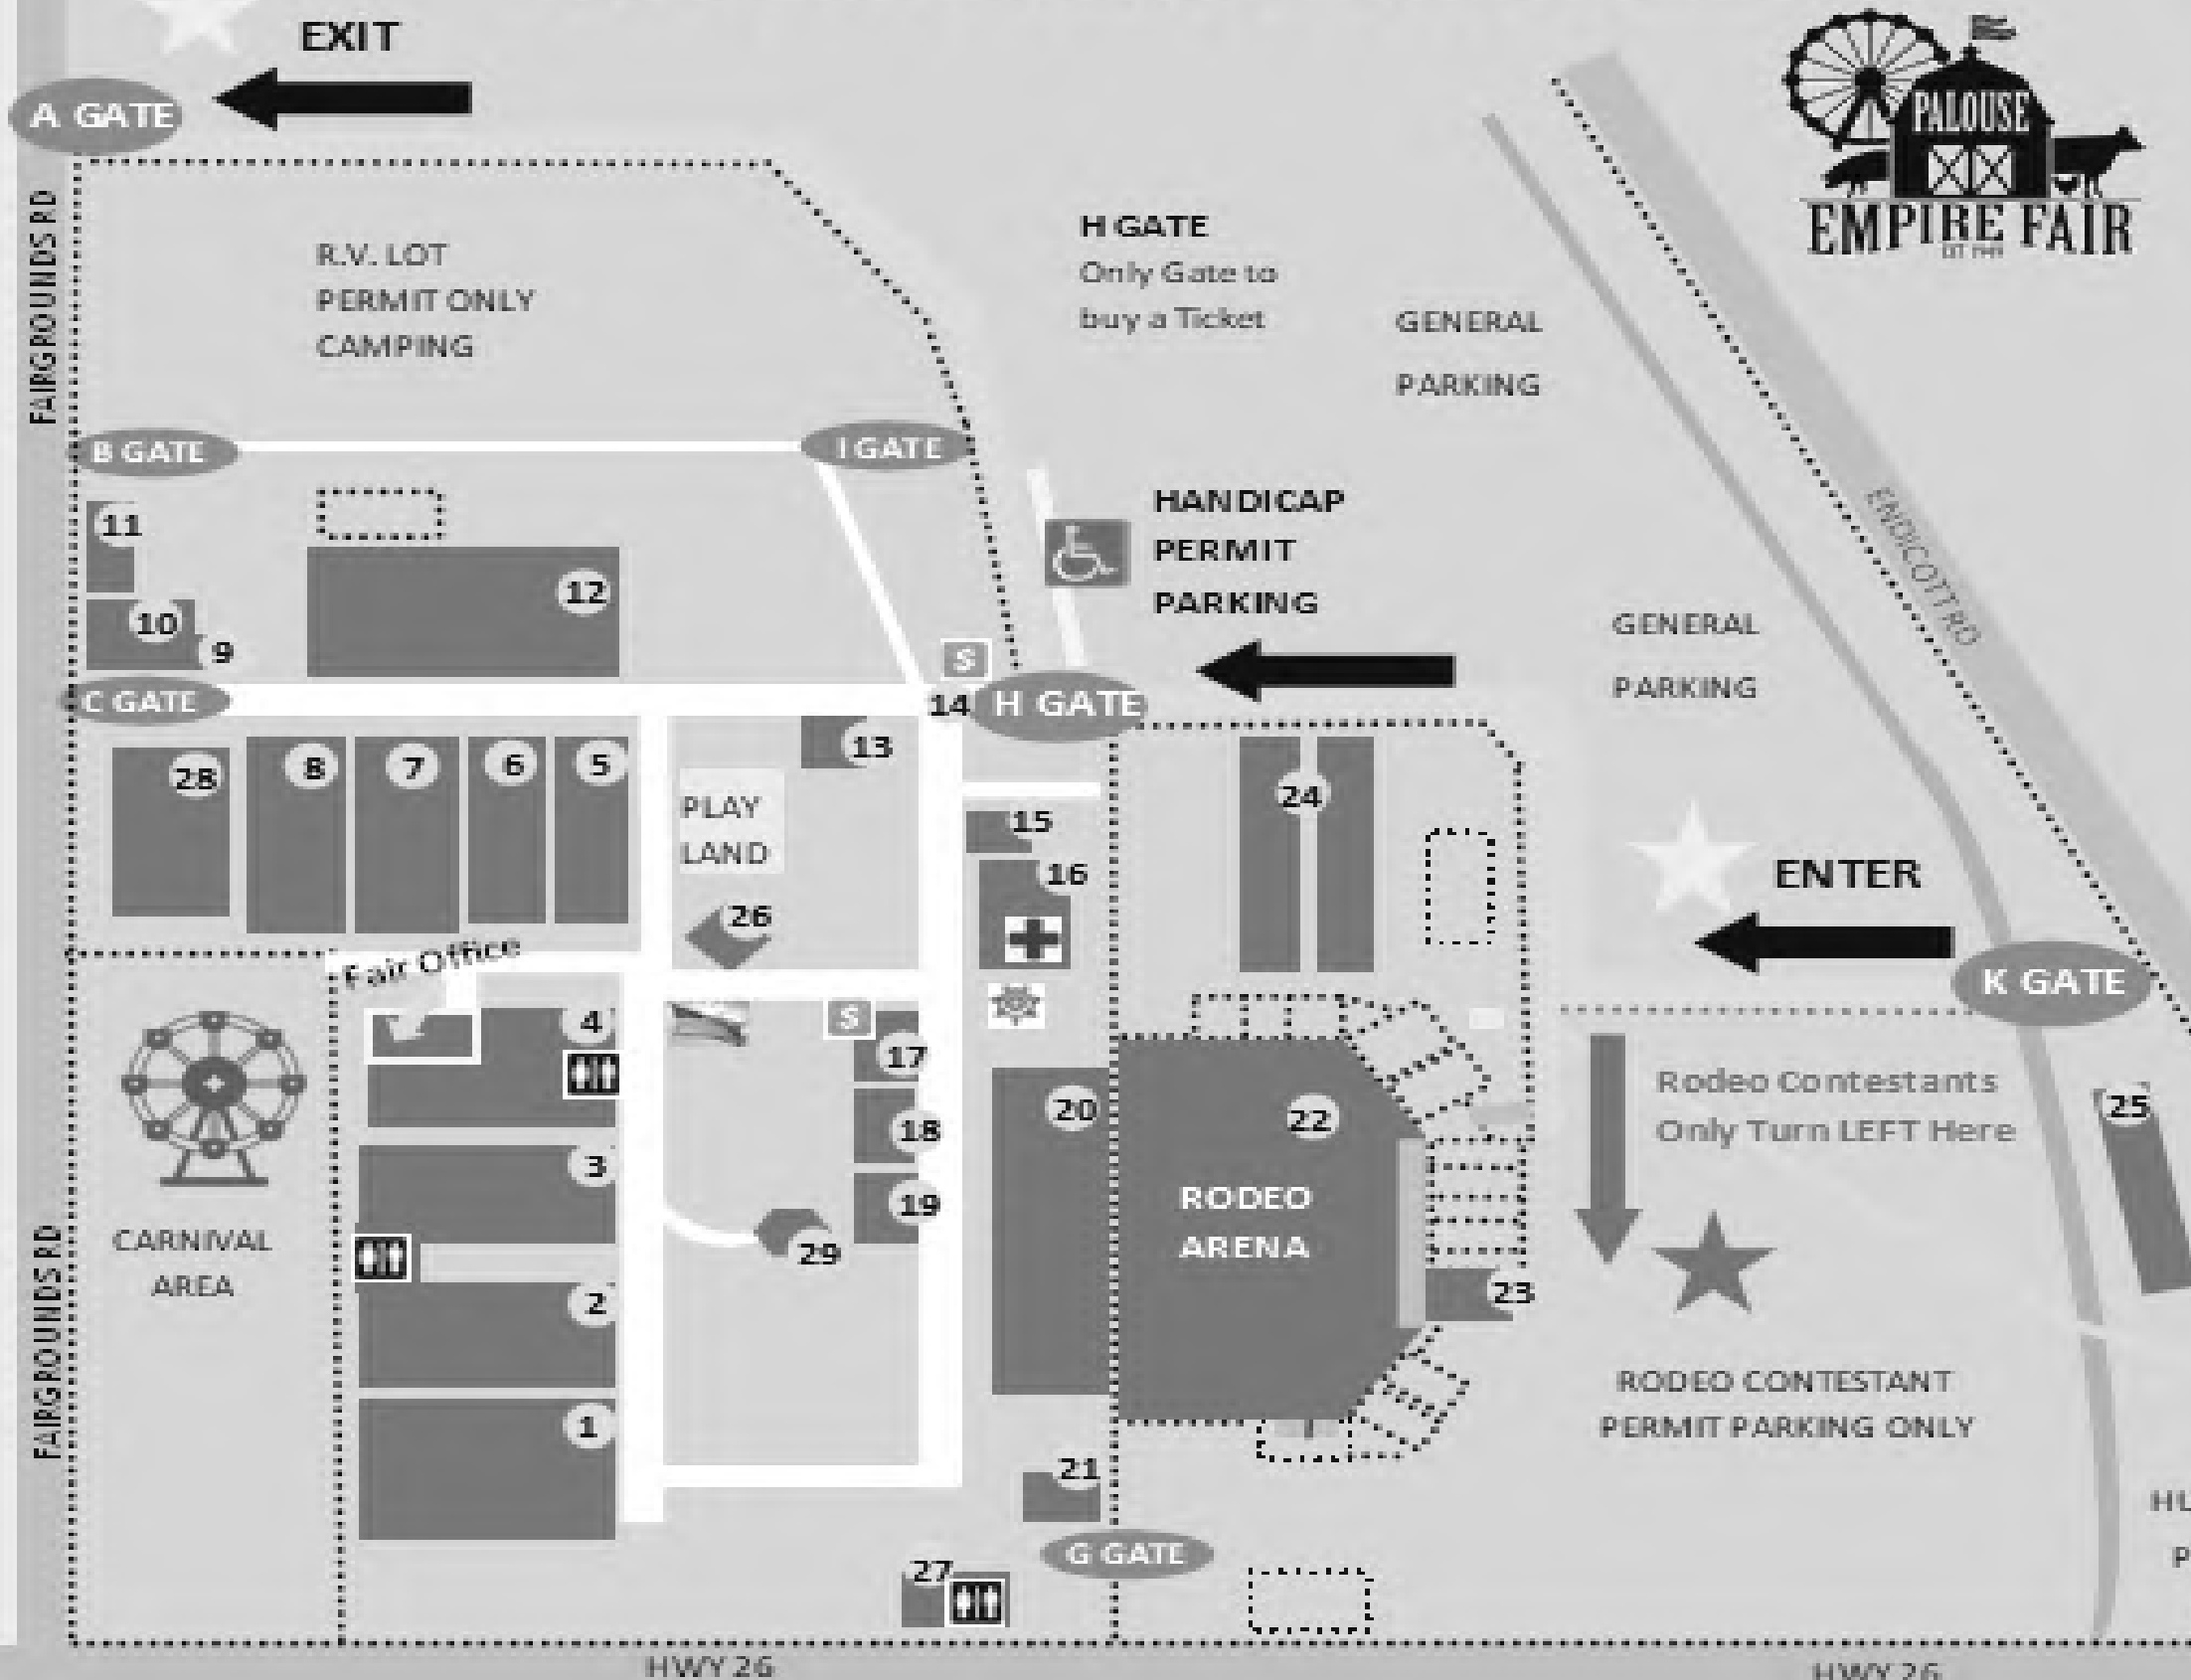 EXIT
A GATE
PALOUSE
EMPIRE FAIR
FAIRGROUNDS RD
R.V. LOT
PERMIT ONLY
CAMPING
H GATE
Only Gate to
buy a Ticket
GENERAL
PARKING
B GATE
I GATE
HANDICAP
PERMIT
PARKING
ENDICOTT RD
11
10
9
12
GENERAL
PARKING
S
C GATE
14
H GATE
13
28
8
7
6
5
PLAY
LAND
24
15
16
26
ENTER
Fair Office
K GATE
4
S
17
20
22
Rodeo Contestants
Only Turn LEFT Here
25
3
18
19
RODEO
ARENA
CARNIVAL
AREA
29
23
2
FAIRGROUNDS RD
1
RODEO CONTESTANT
PERMIT PARKING ONLY
21
G GATE
27
HWY 26
HWY 26